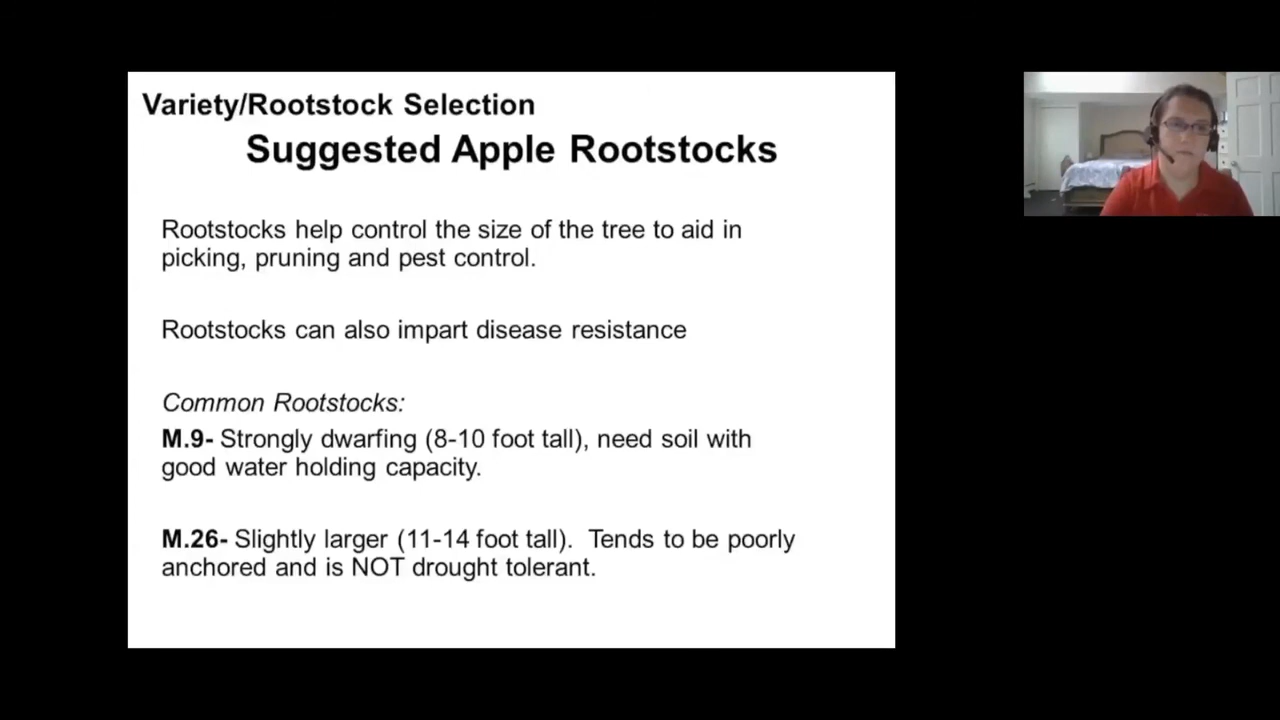 Variety/Rootstock Selection
Suggested Apple Rootstocks
Rootstocks help control the size of the tree to aid in
picking, pruning and pest control.
Rootstocks can also impart disease resistance
Common Rootstocks:
M.9- Strongly dwarfing (8-10 foot tall), need soil with
good water holding capacity.
M.26- Slightly larger (11-14 foot tall).  Tends to be poorly
anchored and is NOT drought tolerant.